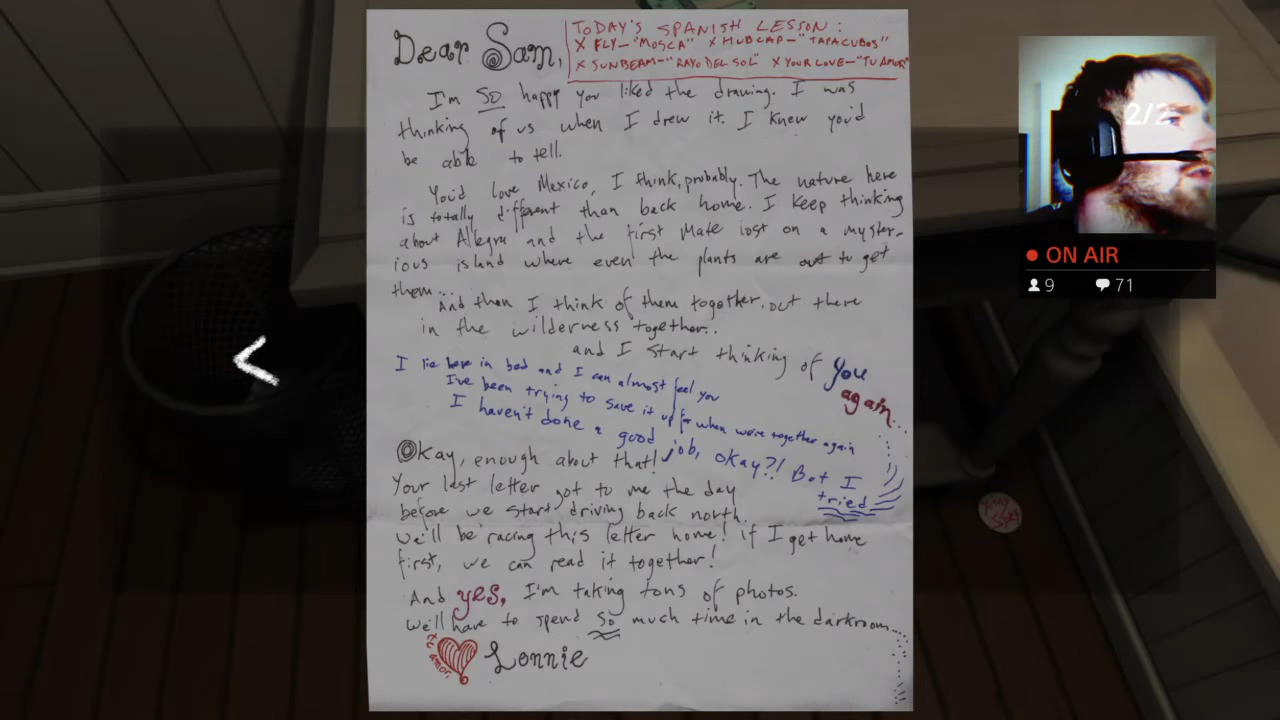 Dear Sam,
TODAY'S SPANISH LESSON:
x FLY-"MOSCA" x HUBCAP-"TAPACUBOS"
x SUNBEAM-"RAYO DEL SOL" x YOUR LOVE-"TU AMOR"
I'm SO happy you liked the drawing. I was
thinking of us when I drew it. I knew you'd
be able to tell.
You'd love Mexico, I think, probably. The nature here
is totally different than back home. I keep thinking
about Allegra and the first Mate lost on a myster-
ious island where even the plants are out to get
them...
And then I think of them together, out there
in the wilderness together..
and I start thinking of you
again...
I lie here in bed and I can almost feel you
I've been trying to save it up for when we're together again
I haven't done a good job, okay?! But I
tried
Okay, enough about that!
Your last letter got to me the day
before we start driving back north.
We'll be racing this letter home! if I get home
first, we can read it together!
And yes, I'm taking tons of photos.
We'll have to spend So much time in the darkroom...
Lonnie
2/2
ON AIR
9 71